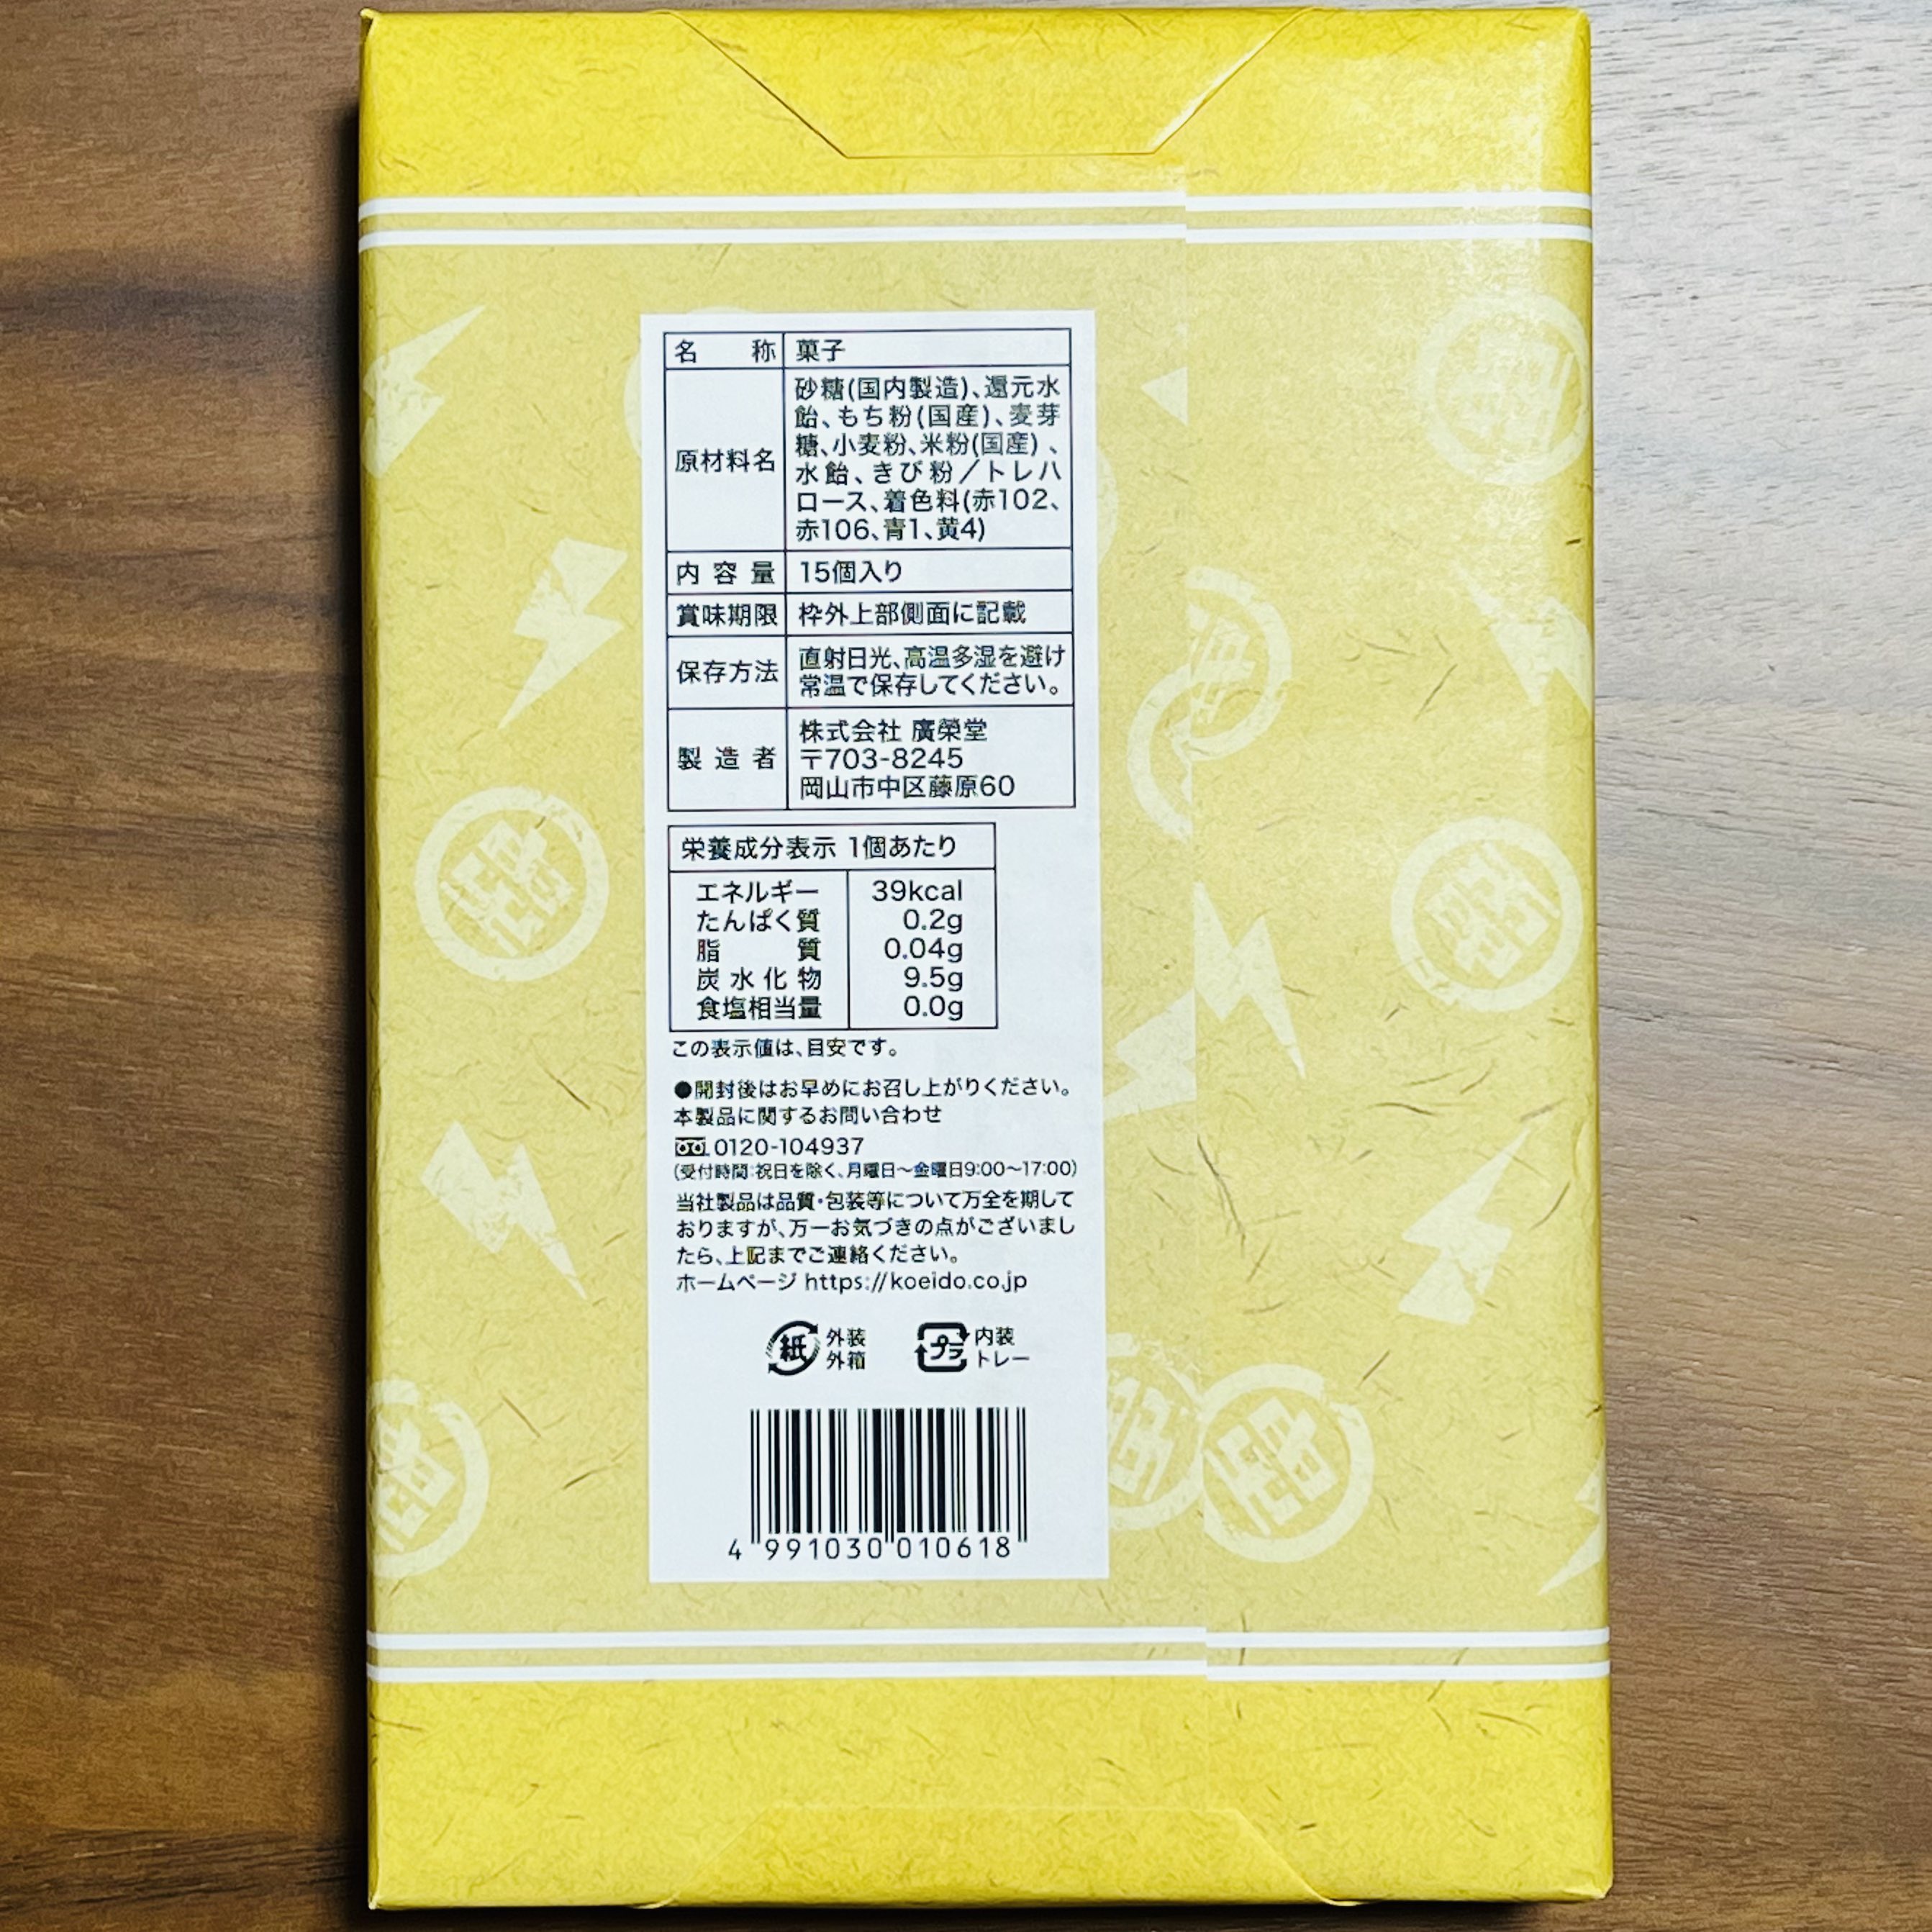 名称 菓子
原材料名 砂糖(国内製造)、還元水
飴、もち粉(国産)、麦芽
糖、小麦粉、米粉(国産)、
水飴、きび粉／トレハ
ロース、着色料(赤102、
赤106、青1、黄4)
内容量 15個入り
賞味期限 枠外上部側面に記載
保存方法 直射日光、高温多湿を避け
常温で保存してください。
製造者 株式会社 廣榮堂
〒703-8245
岡山市中区藤原60
栄養成分表示 1個あたり
エネルギー 39kcal
たんぱく質 0.2g
脂質 0.04g
炭水化物 9.5g
食塩相当量 0.0g
この表示値は、目安です。
●開封後はお早めにお召し上がりください。
本製品に関するお問い合わせ
0120-104937
(受付時間:祝日を除く、月曜日～金曜日9:00～17:00)
当社製品は品質・包装等について万全を期して
おりますが、万一お気づきの点がございまし
たら、上記までご連絡ください。
ホームページ https://koeido.co.jp
紙 外装
外箱
プラ 内装
トレー
4 991030 010618